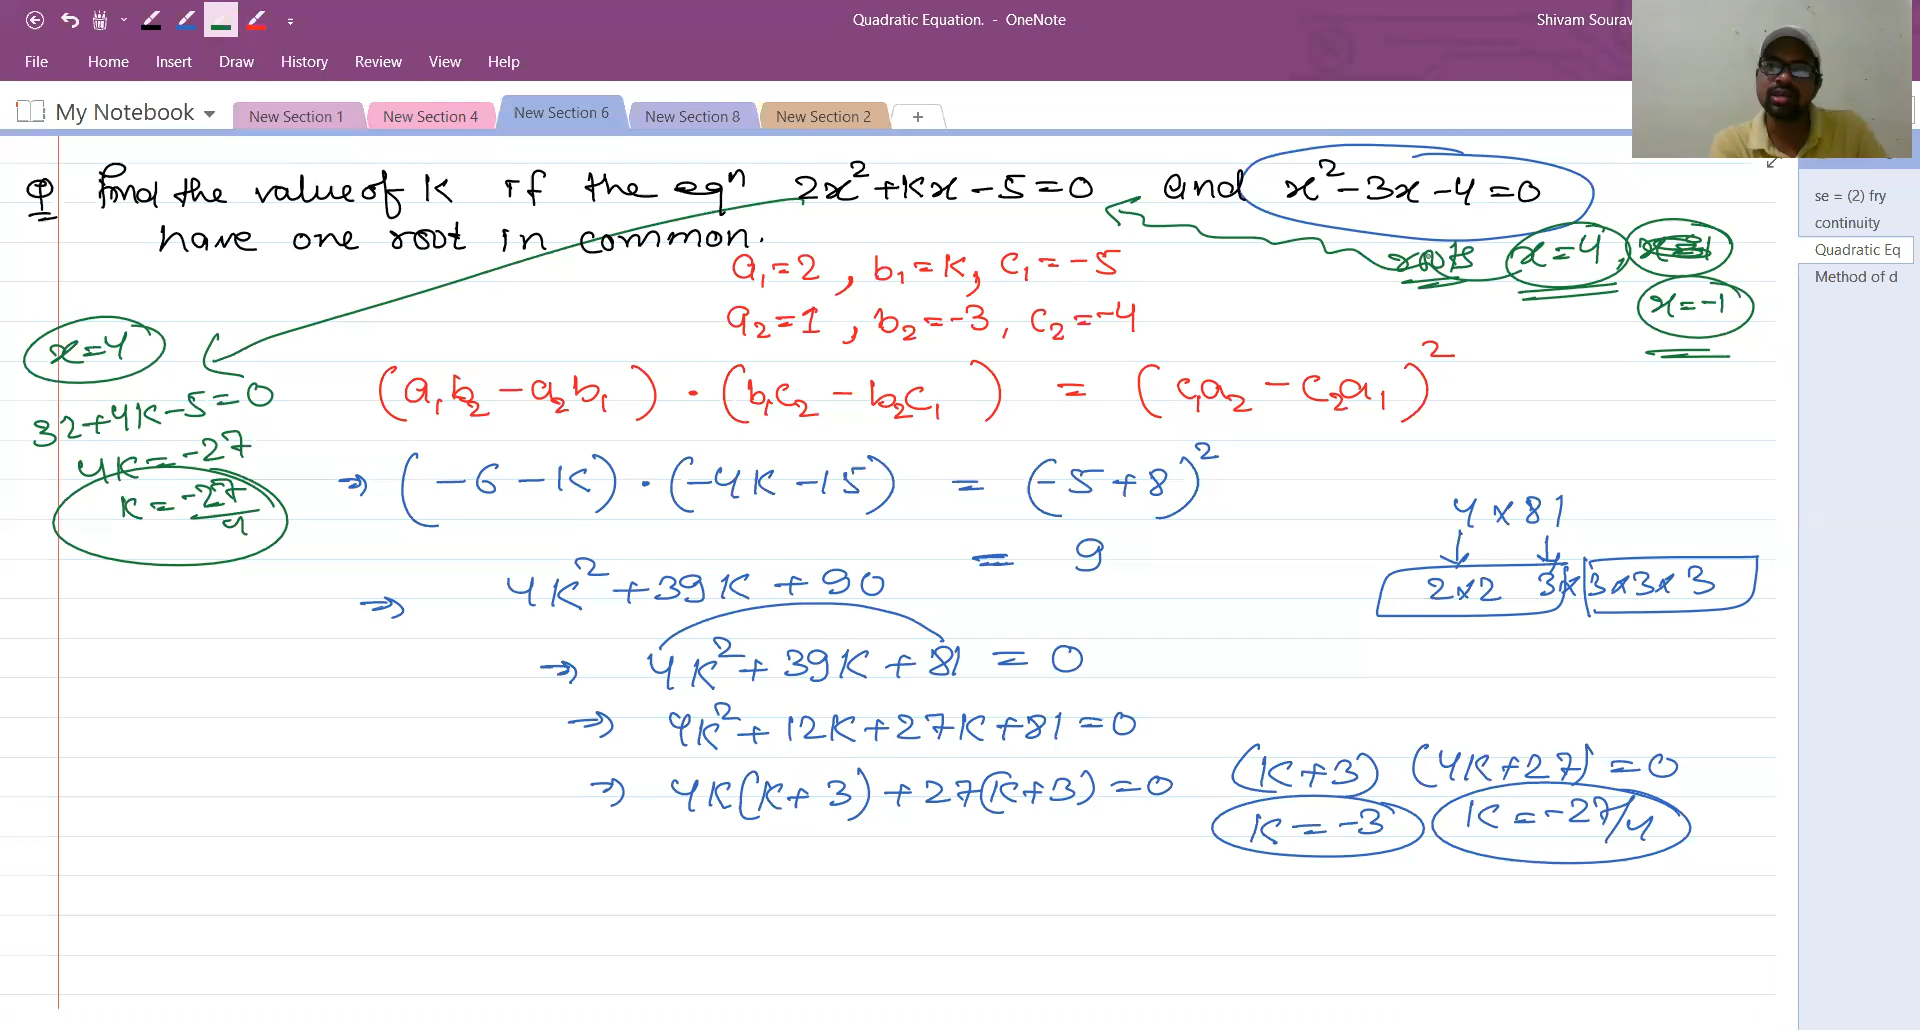 Quadratic Equation. - OneNote
Shivam Sourav
File Home Insert Draw History Review View Help
My Notebook
New Section 1
New Section 4
New Section 6
New Section 8
New Section 2
+
se = (2) fry
continuity
Quadratic Eq
Method of d
Q Find the value of K if the eqⁿ 2x² + Kx - 5 = 0 and x² - 3x - 4 = 0
have one root in common.
roots x = 4,
x = -1
a₁ = 2, b₁ = K, c₁ = -5
a₂ = 1, b₂ = -3, c₂ = -4
x = 4
32 + 4K - 5 = 0
4K = -27
K = -27/4
(a₁b₂ - a₂b₁) · (b₁c₂ - b₂c₁) = (c₁a₂ - c₂a₁)²
⇒ (-6 - K) · (-4K - 15) = (-5 + 8)²
⇒ 4K² + 39K + 90 = 9
⇒ 4K² + 39K + 81 = 0
⇒ 4K² + 12K + 27K + 81 = 0
⇒ 4K(K + 3) + 27(K + 3) = 0
4 × 81
2 × 2 3 × 3 × 3 × 3
(K + 3) (4K + 27) = 0
K = -3 K = -27/4